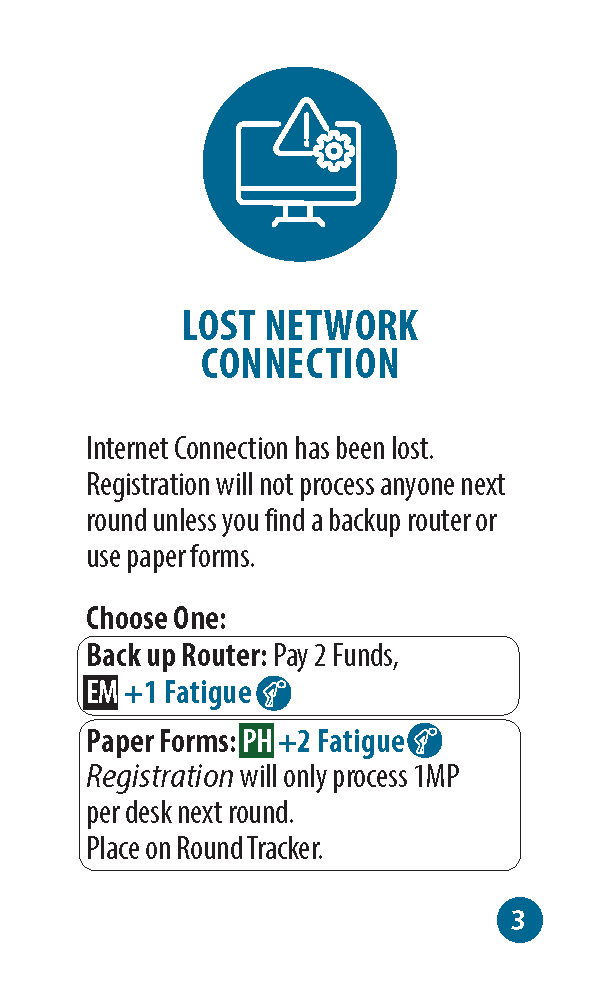 LOST NETWORK
CONNECTION
Internet Connection has been lost.
Registration will not process anyone next
round unless you find a backup router or
use paper forms.
Choose One:
Back up Router: Pay 2 Funds,
EM +1 Fatigue
Paper Forms: PH +2 Fatigue
Registration will only process 1MP
per desk next round.
Place on Round Tracker.
3